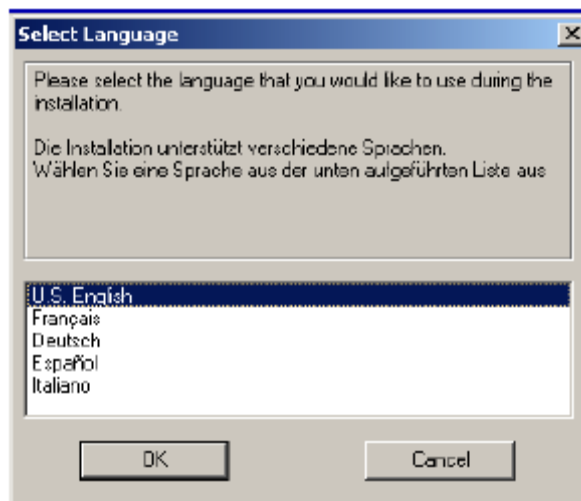 Select Language
Please select the language that you would like to use during the
installation.
Die Installation unterstützt verschiedene Sprachen.
Wählen Sie eine Sprache aus der unten aufgeführten Liste aus
U.S. English
Français
Deutsch
Español
Italiano
OK
Cancel